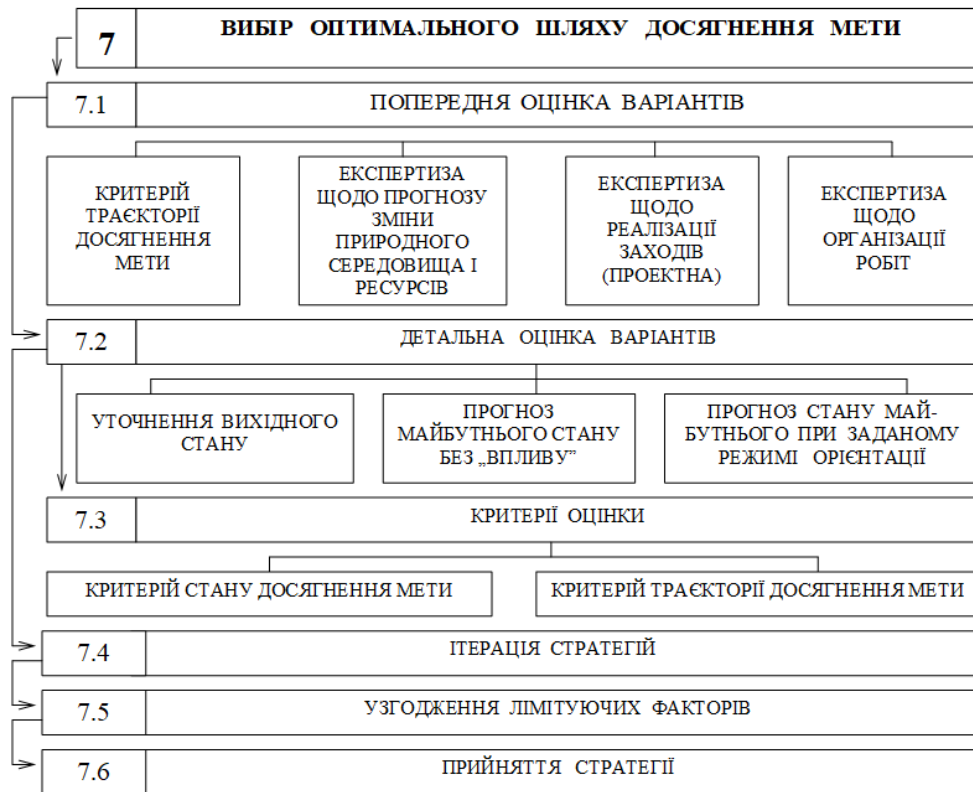 7 ВИБІР ОПТИМАЛЬНОГО ШЛЯХУ ДОСЯГНЕННЯ МЕТИ
7.1 ПОПЕРЕДНЯ ОЦІНКА ВАРІАНТІВ
КРИТЕРІЙ
ТРАЄКТОРІЇ
ДОСЯГНЕННЯ
МЕТИ
ЕКСПЕРТИЗА
ЩОДО ПРОГНОЗУ
ЗМІНИ
ПРИРОДНОГО
СЕРЕДОВИЩА І
РЕСУРСІВ
ЕКСПЕРТИЗА
ЩОДО
РЕАЛІЗАЦІЇ
ЗАХОДІВ
(ПРОЕКТНА)
ЕКСПЕРТИЗА
ЩОДО
ОРГАНІЗАЦІЇ
РОБІТ
7.2 ДЕТАЛЬНА ОЦІНКА ВАРІАНТІВ
УТОЧНЕННЯ ВИХІДНОГО
СТАНУ
ПРОГНОЗ
МАЙБУТНЬОГО СТАНУ
БЕЗ „ВПЛИВУ”
ПРОГНОЗ СТАНУ МАЙ-
БУТНЬОГО ПРИ ЗАДАНОМУ
РЕЖИМІ ОРІЄНТАЦІЇ
7.3 КРИТЕРІЇ ОЦІНКИ
КРИТЕРІЙ СТАНУ ДОСЯГНЕННЯ МЕТИ
КРИТЕРІЙ ТРАЄКТОРІЇ ДОСЯГНЕННЯ МЕТИ
7.4 ІТЕРАЦІЯ СТРАТЕГІЙ
7.5 УЗГОДЖЕННЯ ЛІМІТУЮЧИХ ФАКТОРІВ
7.6 ПРИЙНЯТТЯ СТРАТЕГІЇ